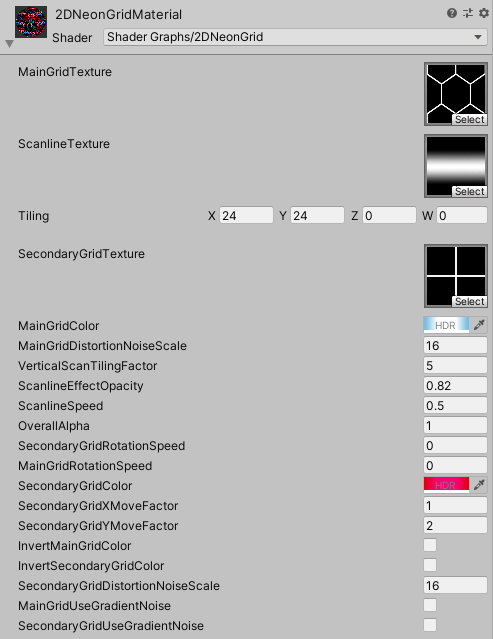 2DNeonGridMaterial
Shader Shader Graphs/2DNeonGrid
MainGridTexture
Select
ScanlineTexture
Select
Tiling X 24 Y 24 Z 0 W 0
SecondaryGridTexture
Select
MainGridColor HDR
MainGridDistortionNoiseScale 16
VerticalScanTilingFactor 5
ScanlineEffectOpacity 0.82
ScanlineSpeed 0.5
OverallAlpha 1
SecondaryGridRotationSpeed 0
MainGridRotationSpeed 0
SecondaryGridColor HDR
SecondaryGridXMoveFactor 1
SecondaryGridYMoveFactor 2
InvertMainGridColor
InvertSecondaryGridColor
SecondaryGridDistortionNoiseScale 16
MainGridUseGradientNoise
SecondaryGridUseGradientNoise